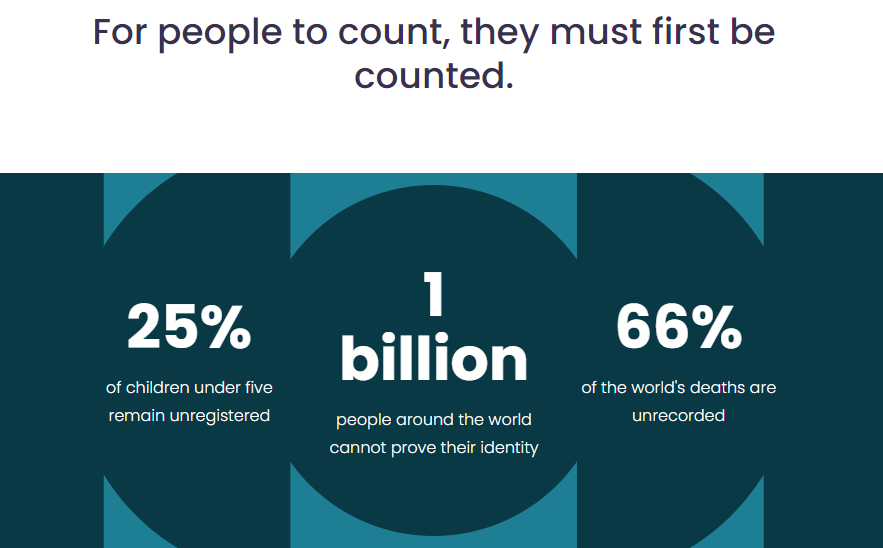 For people to count, they must first be
counted.
25%
of children under five
remain unregistered
1
billion
people around the world
cannot prove their identity
66%
of the world's deaths are
unrecorded